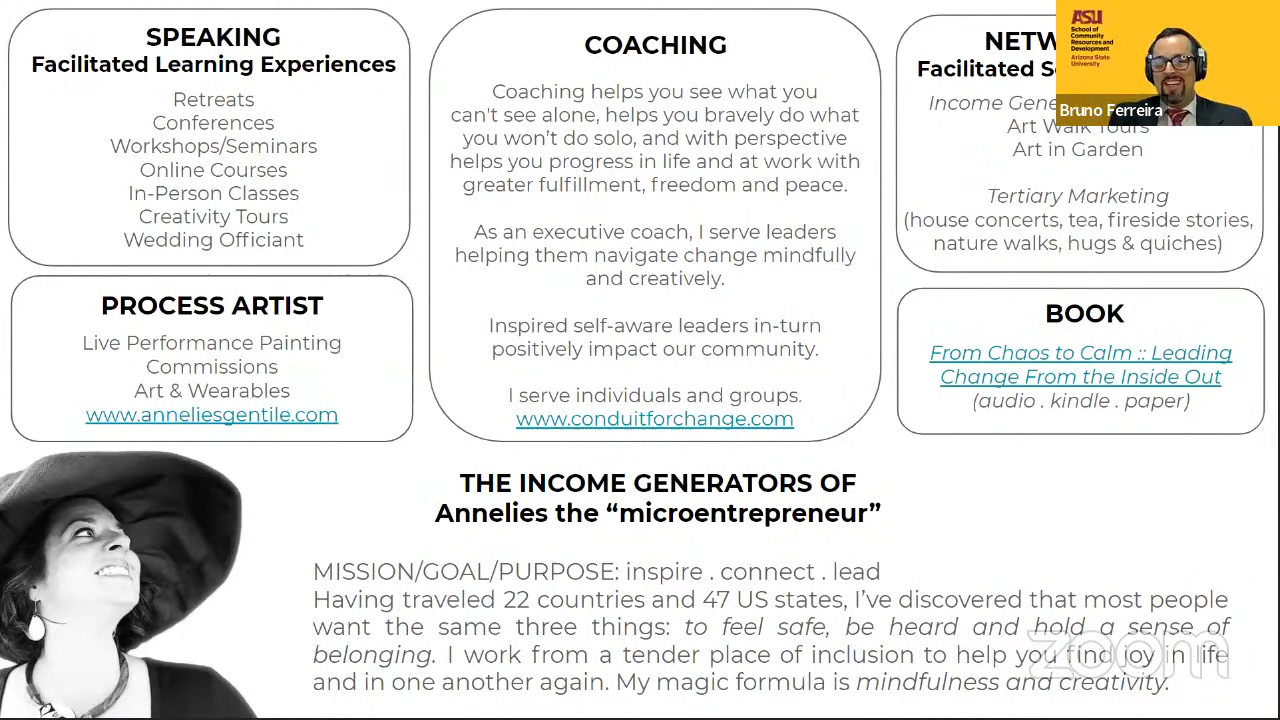 SPEAKING
Facilitated Learning Experiences
Retreats
Conferences
Workshops/Seminars
Online Courses
In-Person Classes
Creativity Tours
Wedding Officiant
PROCESS ARTIST
Live Performance Painting
Commissions
Art & Wearables
www.anneliesgentile.com
COACHING
Coaching helps you see what you
can't see alone, helps you bravely do what
you won't do solo, and with perspective
helps you progress in life and at work with
greater fulfillment, freedom and peace.
As an executive coach, I serve leaders
helping them navigate change mindfully
and creatively.
Inspired self-aware leaders in-turn
positively impact our community.
I serve individuals and groups.
www.conduitforchange.com
Facilitated
Income
Art Walk Tours
Art in Garden
Tertiary Marketing
(house concerts, tea, fireside stories,
nature walks, hugs & quiches)
BOOK
From Chaos to Calm :: Leading
Change From the Inside Out
(audio . kindle . paper)
ASU
School of
Community
Resources and
Development
Arizona State
University
Bruno Ferreira
THE INCOME GENERATORS OF
Annelies the “microentrepreneur”
MISSION/GOAL/PURPOSE: inspire . connect . lead
Having traveled 22 countries and 47 US states, I’ve discovered that most people
want the same three things: to feel safe, be heard and hold a sense of
belonging. I work from a tender place of inclusion to help you find joy in life
and in one another again. My magic formula is mindfulness and creativity.
zoom